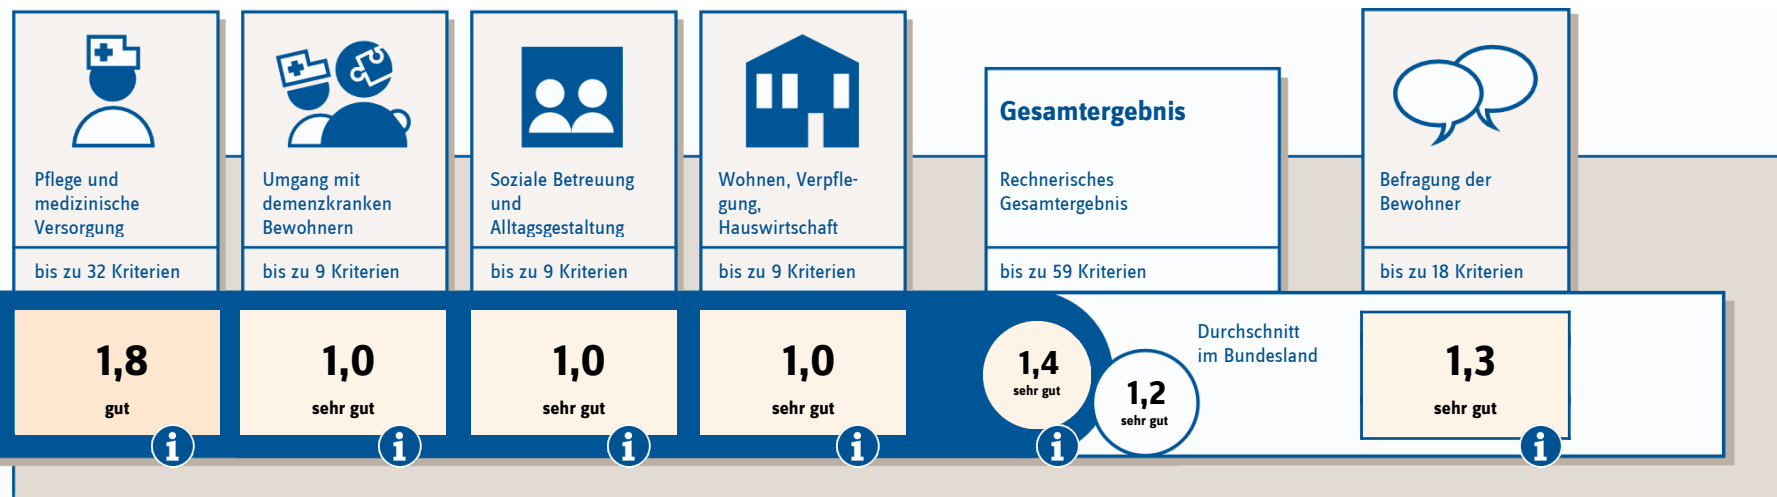 Pflege und
medizinische
Versorgung
bis zu 32 Kriterien
1,8
gut
Umgang mit
demenzkranken
Bewohnern
bis zu 9 Kriterien
1,0
sehr gut
Soziale Betreuung
und
Alltagsgestaltung
bis zu 9 Kriterien
1,0
sehr gut
Wohnen, Verpfle-
gung,
Hauswirtschaft
bis zu 9 Kriterien
1,0
sehr gut
Gesamtergebnis
Rechnerisches
Gesamtergebnis
bis zu 59 Kriterien
1,4
sehr gut
1,2
sehr gut
Durchschnitt
im Bundesland
Befragung der
Bewohner
bis zu 18 Kriterien
1,3
sehr gut